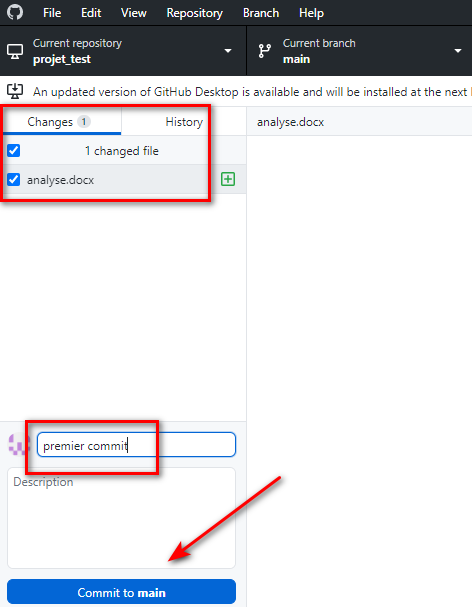 File Edit View Repository Branch Help
Current repository
projet_test
Current branch
main
An updated version of GitHub Desktop is available and will be installed at the next
Changes 1 History
analyse.docx
1 changed file
analyse.docx
premier commit
Description
Commit to main